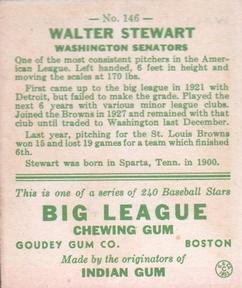 No. 146
WALTER STEWART
WASHINGTON SENATORS
One of the most consistent pitchers in the Amer-
ican League. Left handed, 6 feet in height and
moving the scales at 170 lbs.
First came up to the big league in 1921 with
Detroit, but failed to make the grade. Played the
next 6 years with various minor league clubs.
Joined the Browns in 1927 and remained with that
club until traded to Washington last December.
Last year, pitching for the St. Louis Browns
won 15 and lost 19 games for a team which finished
6th.
Stewart was born in Sparta, Tenn. in 1900.
This is one of a series of 240 Baseball Stars
BIG LEAGUE
CHEWING GUM
GOUDEY GUM CO. BOSTON
Made by the originators of
INDIAN GUM